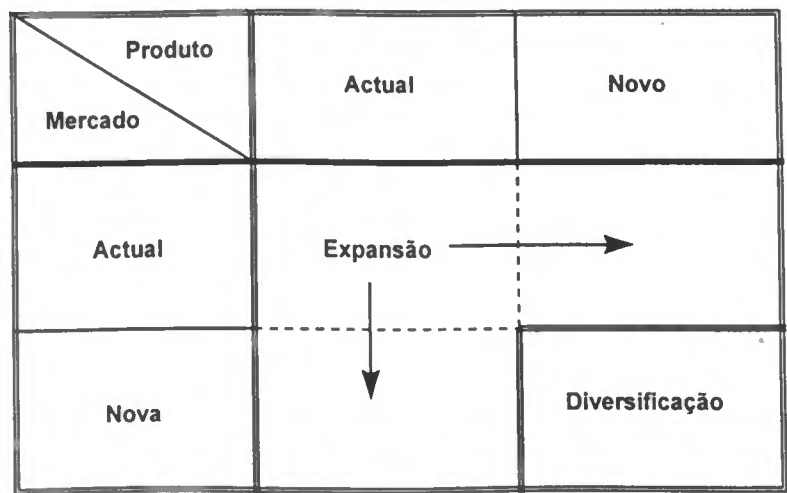 Produto
Mercado
Actual
Novo
Actual
Expansão
Nova
Diversificação